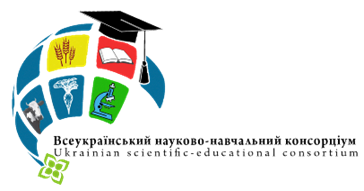 Всеукраїнський науково-навчальний консорціум
Ukrainian scientific-educational consortium